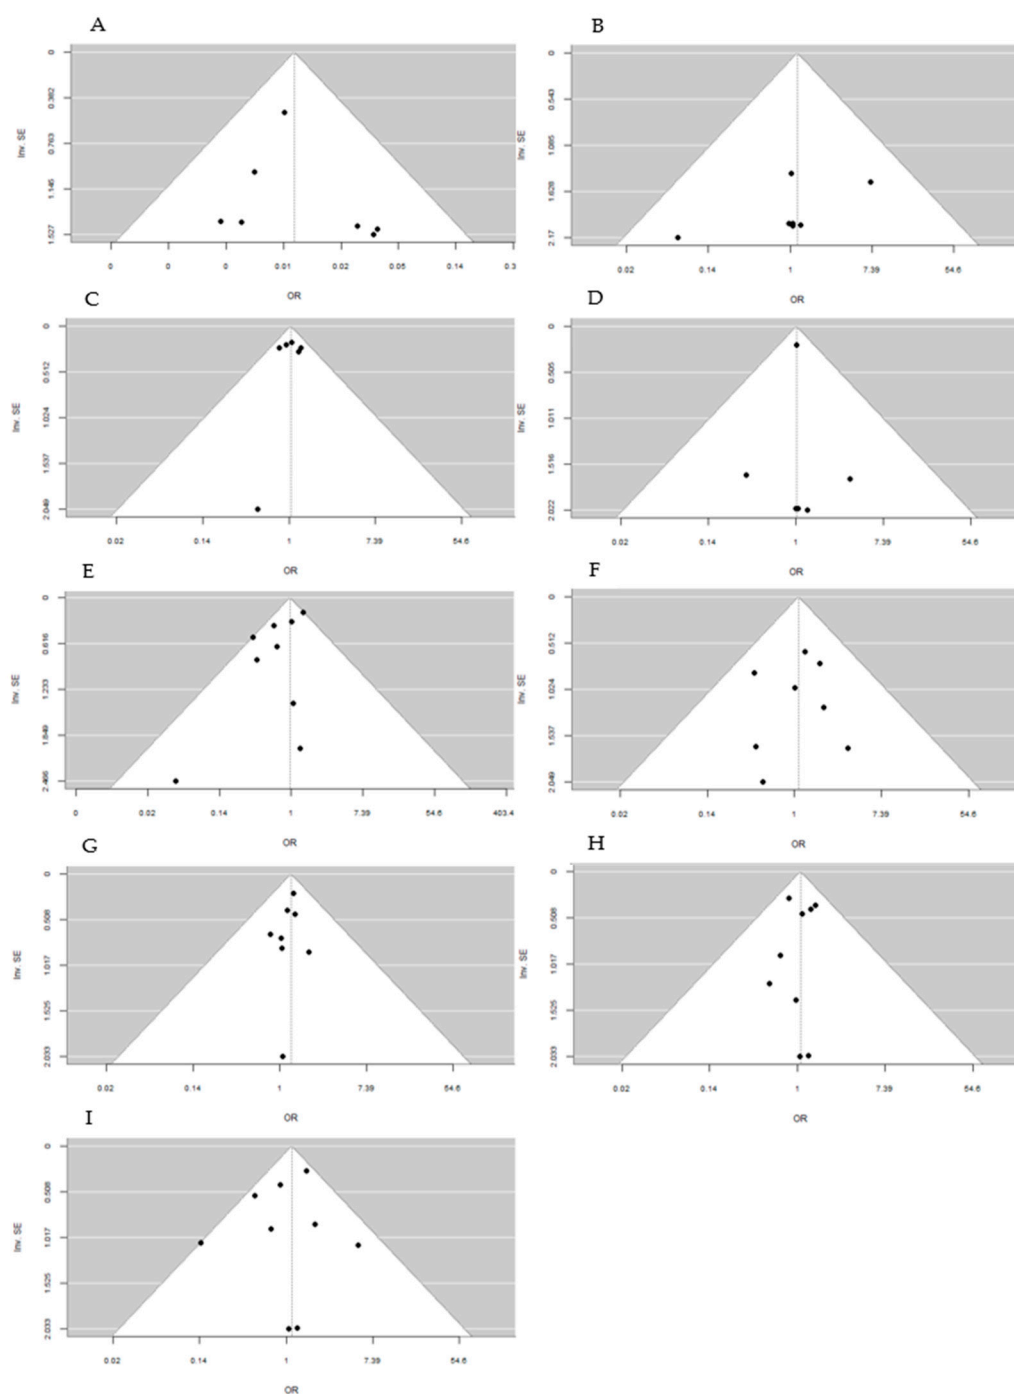 A
0
0.382
0.763
1.145
1.527
Inv. SE
0 0 0 0.01 0.02 0.05 0.14 0.3
OR
B
0
0.543
1.085
1.628
2.17
Inv. SE
0.02 0.14 1 7.39 54.6
OR
C
0
0.512
1.024
1.537
2.049
Inv. SE
0.02 0.14 1 7.39 54.6
OR
D
0
0.505
1.011
1.516
2.022
Inv. SE
0.02 0.14 1 7.39 54.6
OR
E
0
0.616
1.233
1.849
Inv. SE
0 0.02 0.14 1 7.39 54.6 403.4
OR
F
0
0.512
1.024
1.537
2.049
Inv. SE
0.02 0.14 1 7.39 54.6
OR
G
0
0.508
1.017
1.525
2.033
Inv. SE
0.02 0.14 1 7.39 54.6
OR
H
0
0.508
1.017
1.525
2.033
Inv. SE
0.02 0.14 1 7.39 54.6
OR
I
0
0.508
1.017
1.525
2.033
Inv. SE
0.02 0.14 1 7.39 54.6
OR